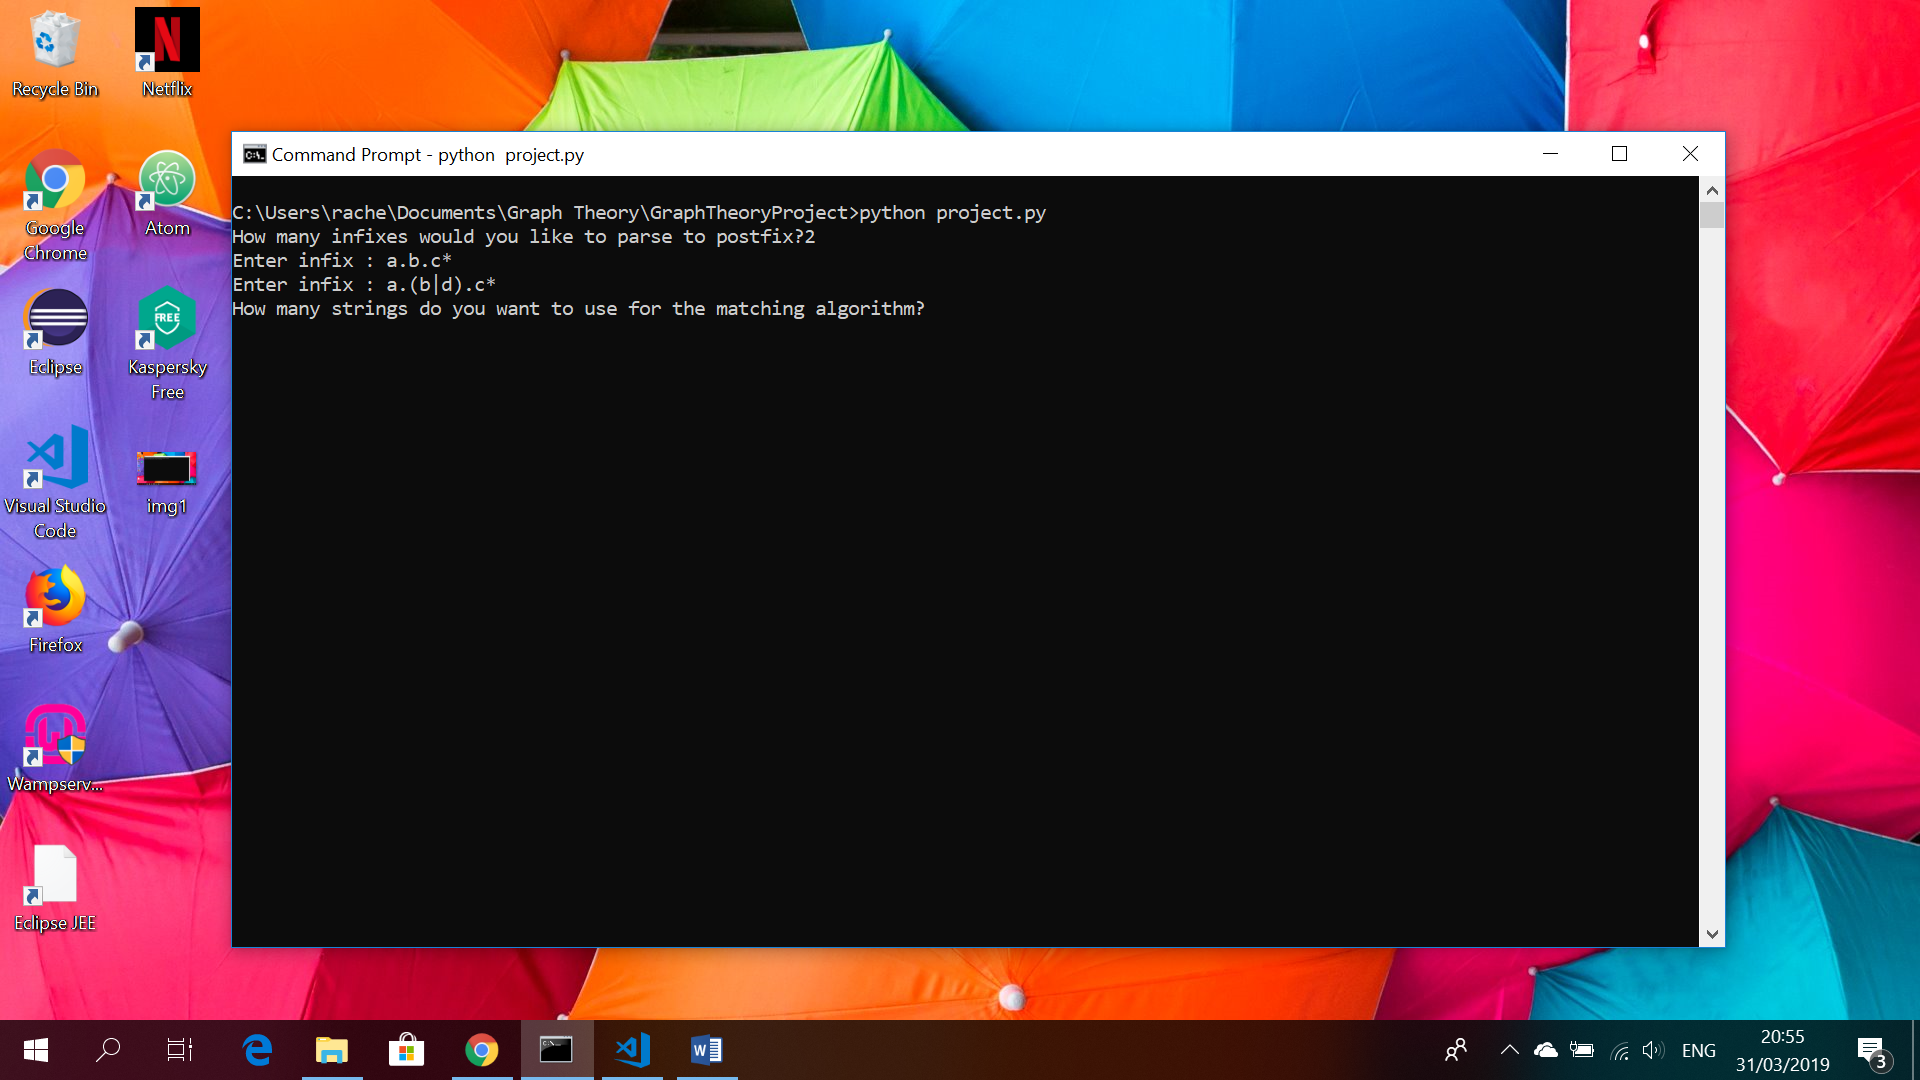 Recycle Bin
Netflix
Google
Chrome
Atom
Eclipse
FREE
Kaspersky
Free
Visual Studio
Code
img1
Firefox
Wampserv...
Eclipse JEE
Command Prompt - python  project.py
C:\Users\rache\Documents\Graph Theory\GraphTheoryProject>python project.py
How many infixes would you like to parse to postfix?2
Enter infix : a.b.c*
Enter infix : a.(b|d).c*
How many strings do you want to use for the matching algorithm?
ENG
20:55
31/03/2019
3